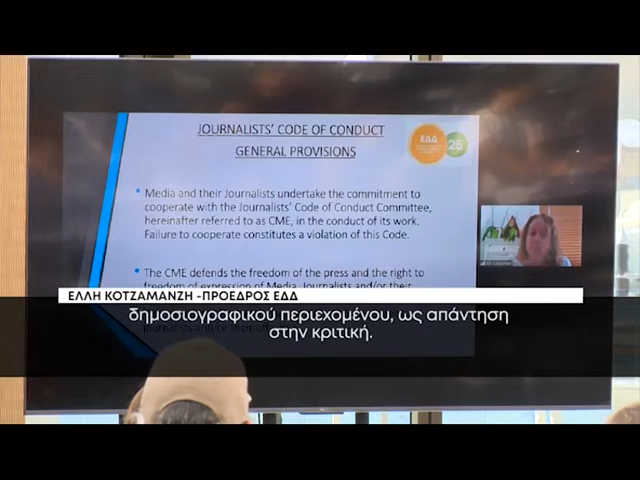 JOURNALISTS' CODE OF CONDUCT
GENERAL PROVISIONS
ΕΔΔ
25
Media and their Journalists undertake the commitment to
cooperate with the Journalists' Code of Conduct Committee,
hereinafter referred to as CME, in the conduct of its work.
Failure to cooperate constitutes a violation of this Code.
The CME defends the freedom of the press and the right to
freedom of expression of Media, Journalists and/or their
ΕΛΛΗ ΚΟΤΖΑΜΑΝΖΗ -ΠΡΟΕΔΡΟΣ ΕΔΔ
δημοσιογραφικού περιεχομένου, ως απάντηση
στην κριτική.